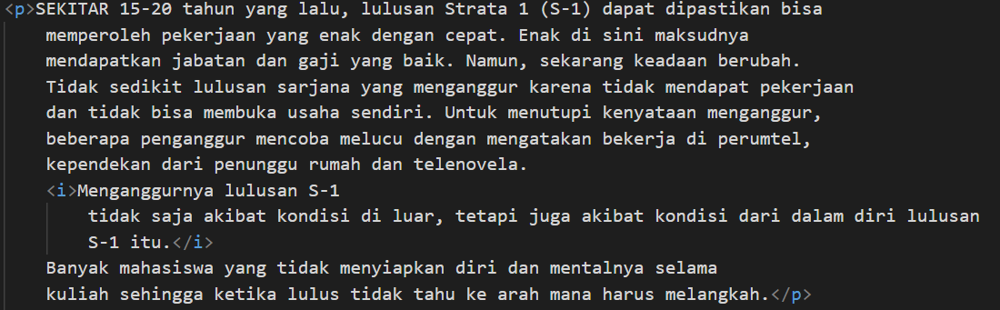 <p>SEKITAR 15-20 tahun yang lalu, lulusan Strata 1 (S-1) dapat dipastikan bisa
memperoleh pekerjaan yang enak dengan cepat. Enak di sini maksudnya
mendapatkan jabatan dan gaji yang baik. Namun, sekarang keadaan berubah.
Tidak sedikit lulusan sarjana yang menganggur karena tidak mendapat pekerjaan
dan tidak bisa membuka usaha sendiri. Untuk menutupi kenyataan menganggur,
beberapa penganggur mencoba melucu dengan mengatakan bekerja di perumtel,
kependekan dari penunggu rumah dan telenovela.
<i>Menganggurnya lulusan S-1
tidak saja akibat kondisi di luar, tetapi juga akibat kondisi dari dalam diri lulusan
S-1 itu.</i>
Banyak mahasiswa yang tidak menyiapkan diri dan mentalnya selama
kuliah sehingga ketika lulus tidak tahu ke arah mana harus melangkah.</p>